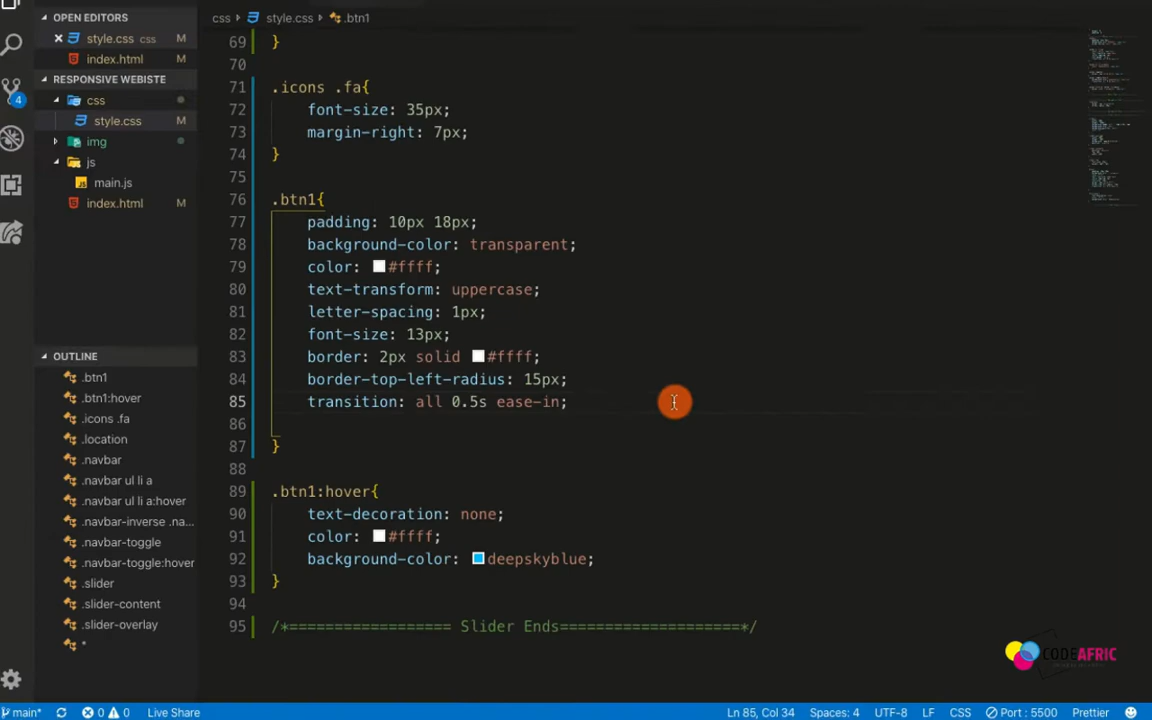 OPEN EDITORS
style.css css M
index.html M
RESPONSIVE WEBISTE
css
style.css M
img
js
main.js
index.html M
4
OUTLINE
.btn1
.btn1:hover
.icons .fa
.location
.navbar
.navbar ul li a
.navbar ul li a:hover
.navbar-inverse .na...
.navbar-toggle
.navbar-toggle:hover
.slider
.slider-content
.slider-overlay
*
css style.css .btn1
69 }
70
71 .icons .fa{
72 font-size: 35px;
73 margin-right: 7px;
74 }
75
76 .btn1{
77 padding: 10px 18px;
78 background-color: transparent;
79 color: #ffff;
80 text-transform: uppercase;
81 letter-spacing: 1px;
82 font-size: 13px;
83 border: 2px solid #ffff;
84 border-top-left-radius: 15px;
85 transition: all 0.5s ease-in;
86
87 }
88
89 .btn1:hover{
90 text-decoration: none;
91 color: #ffff;
92 background-color: deepskyblue;
93 }
94
95 /*================== Slider Ends====================*/
CODEAFRIC
main* 0 0 Live Share Ln 85, Col 34 Spaces: 4 UTF-8 LF CSS Port : 5500 Prettier